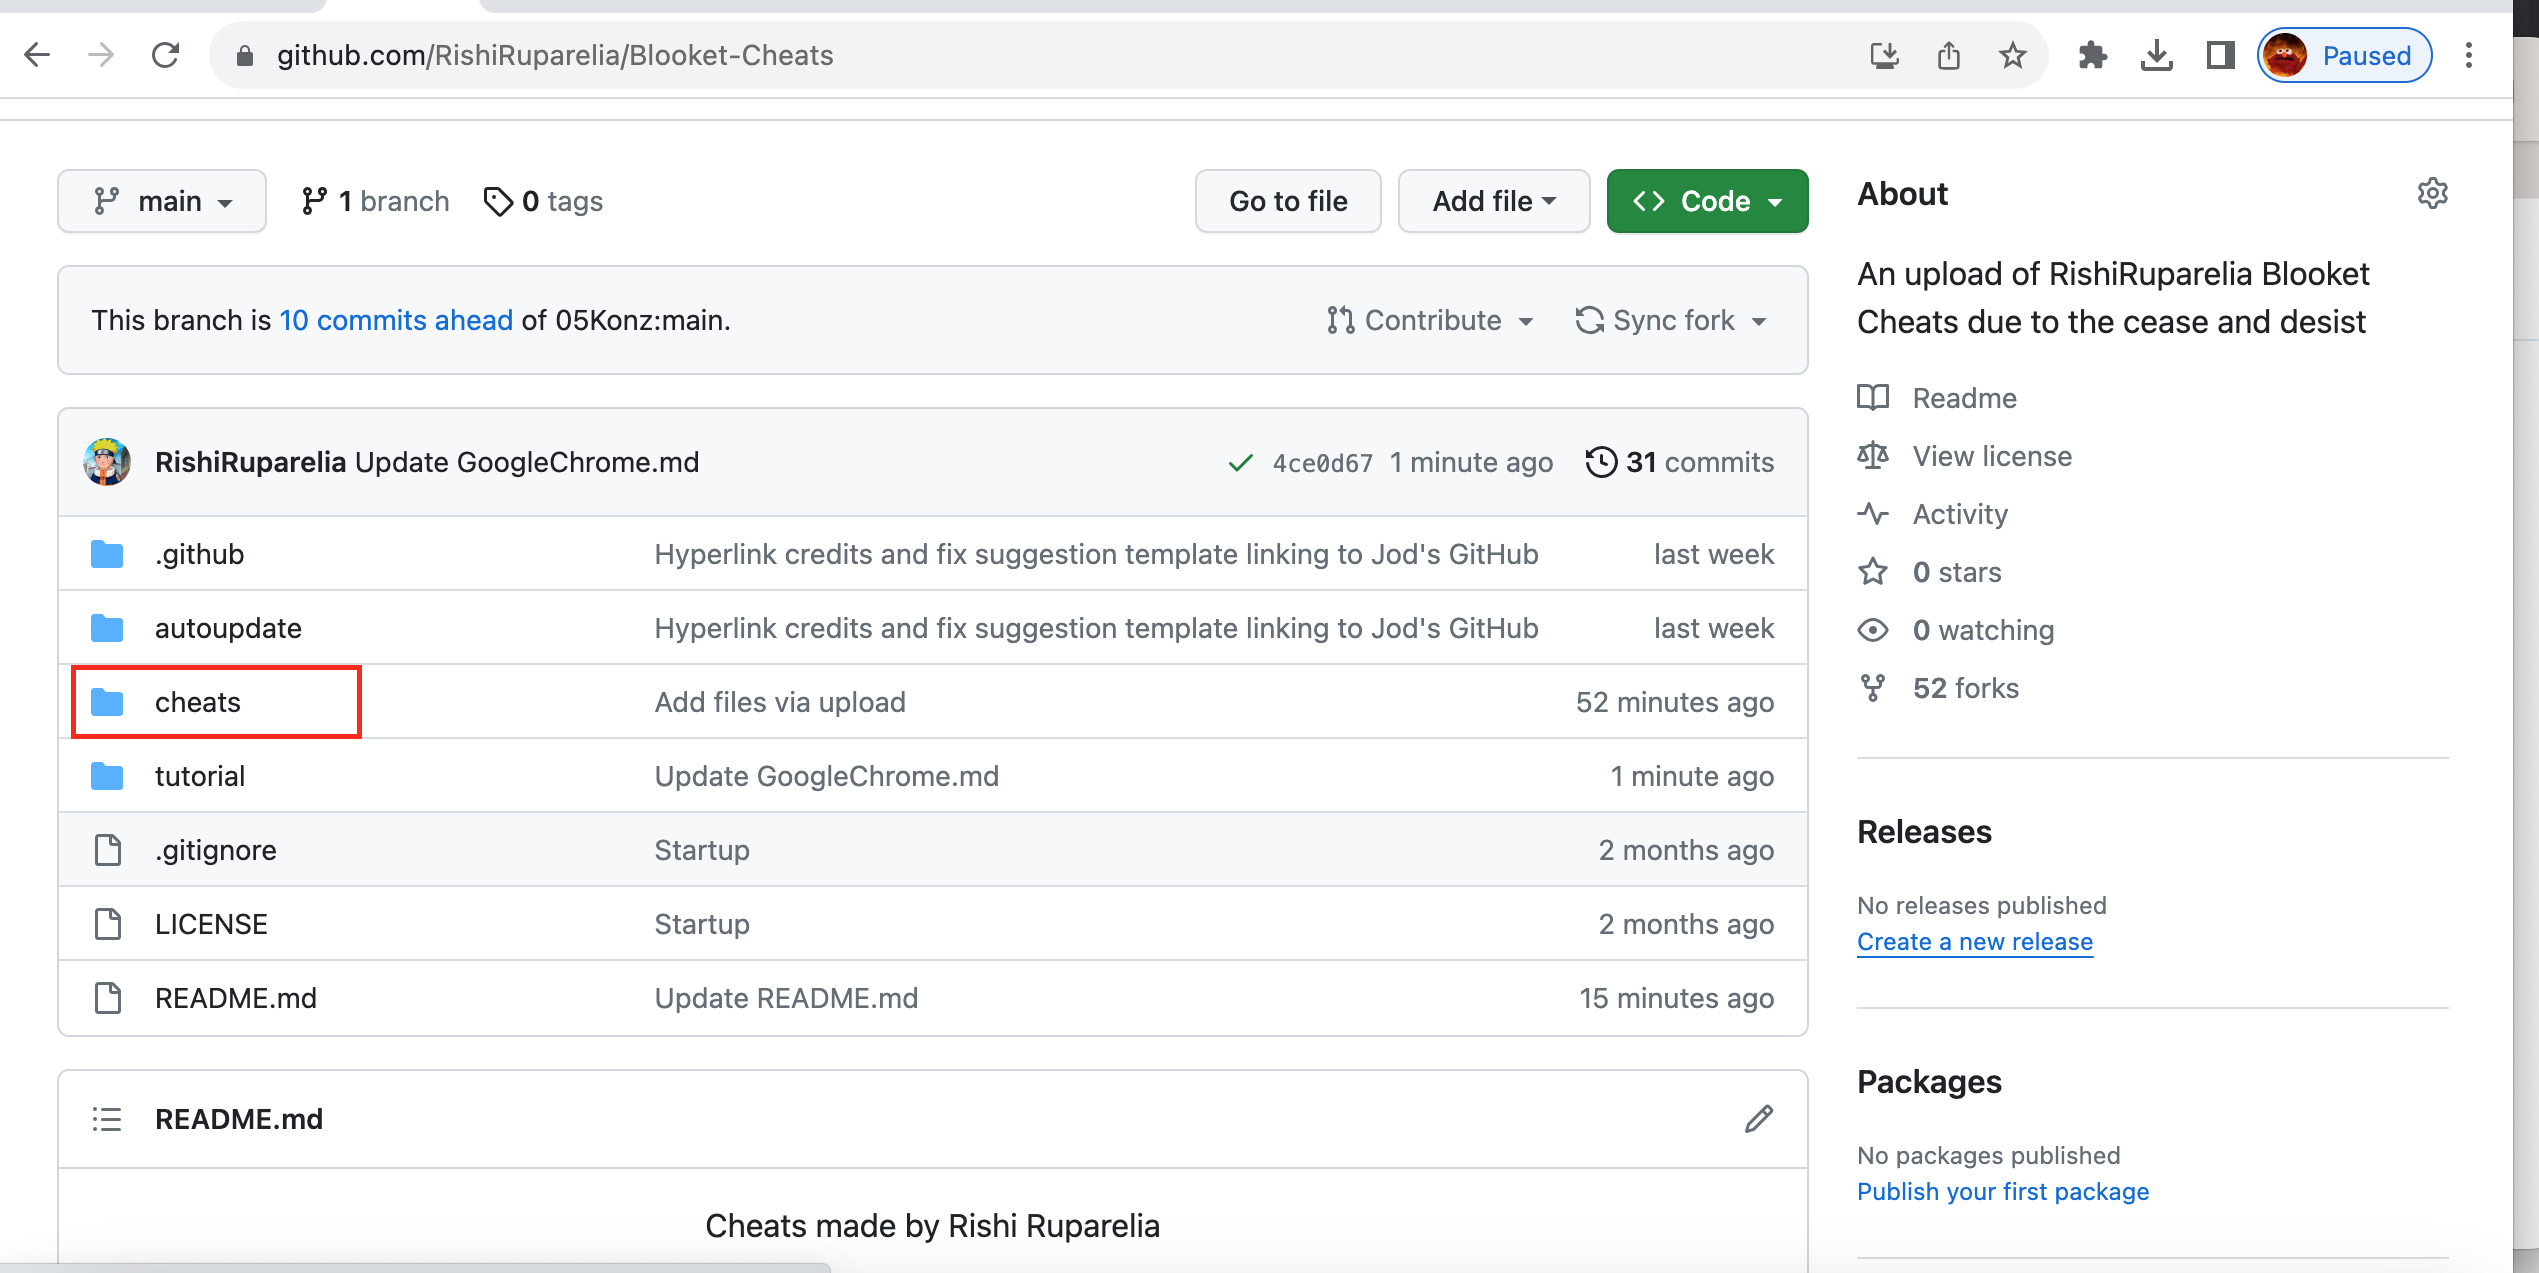 github.com/RishiRuparelia/Blooket-Cheats
Paused
main
1 branch
0 tags
Go to file
Add file
Code
This branch is 10 commits ahead of 05Konz:main.
Contribute
Sync fork
RishiRuparelia Update GoogleChrome.md
4ce0d67 1 minute ago
31 commits
.github Hyperlink credits and fix suggestion template linking to Jod's GitHub last week
autoupdate Hyperlink credits and fix suggestion template linking to Jod's GitHub last week
cheats Add files via upload 52 minutes ago
tutorial Update GoogleChrome.md 1 minute ago
.gitignore Startup 2 months ago
LICENSE Startup 2 months ago
README.md Update README.md 15 minutes ago
README.md
Cheats made by Rishi Ruparelia
About
An upload of RishiRuparelia Blooket
Cheats due to the cease and desist
Readme
View license
Activity
0 stars
0 watching
52 forks
Releases
No releases published
Create a new release
Packages
No packages published
Publish your first package